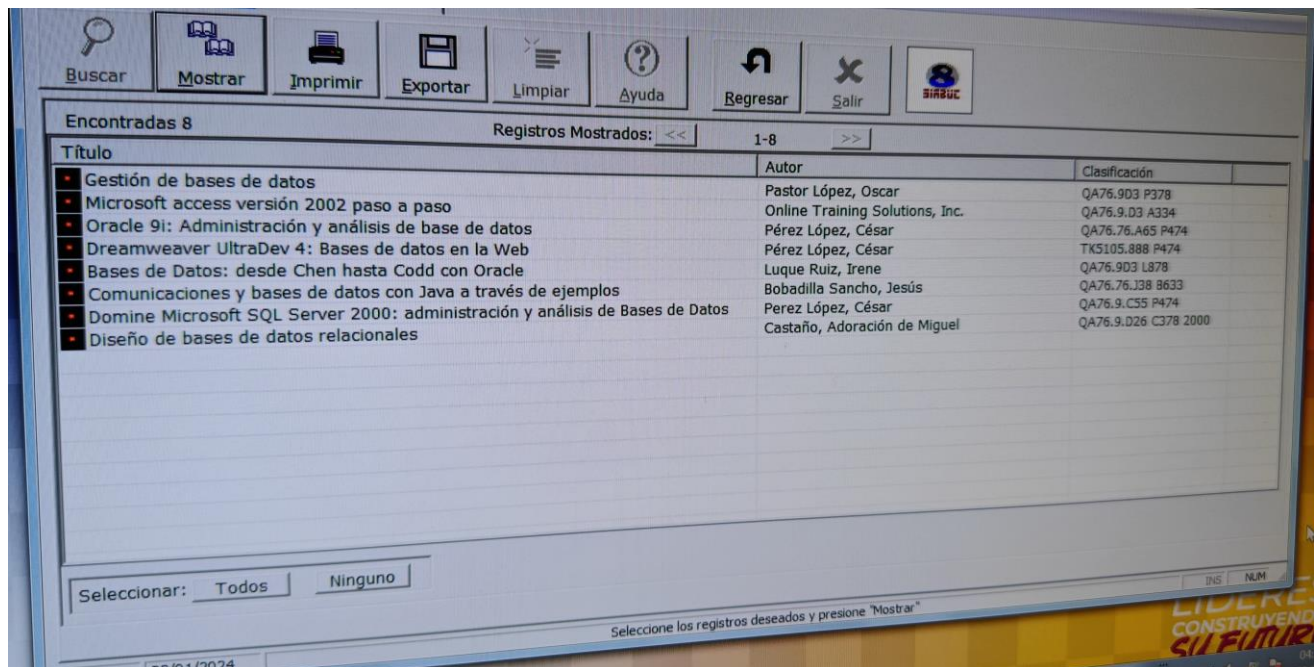 Buscar Mostrar Imprimir Exportar Limpiar Ayuda Regresar Salir 8 SIABUC
Encontradas 8 Registros Mostrados: << 1-8 >>
Título Autor Clasificación
Gestión de bases de datos Pastor López, Oscar QA76.9D3 P378
Microsoft access versión 2002 paso a paso Online Training Solutions, Inc. QA76.9.D3 A334
Oracle 9i: Administración y análisis de base de datos Pérez López, César QA76.76.A65 P474
Dreamweaver UltraDev 4: Bases de datos en la Web Pérez López, César TK5105.888 P474
Bases de Datos: desde Chen hasta Codd con Oracle Luque Ruiz, Irene QA76.9D3 L878
Comunicaciones y bases de datos con Java a través de ejemplos Bobadilla Sancho, Jesús QA76.76.J38 B633
Domine Microsoft SQL Server 2000: administración y análisis de Bases de Datos Perez López, César QA76.9.C55 P474
Diseño de bases de datos relacionales Castaño, Adoración de Miguel QA76.9.D26 C378 2000
Seleccionar: Todos Ninguno
INS NUM
Seleccione los registros deseados y presione "Mostrar"
LIDERES
CONSTRUYENDO
SU FUTUR
/01/2024